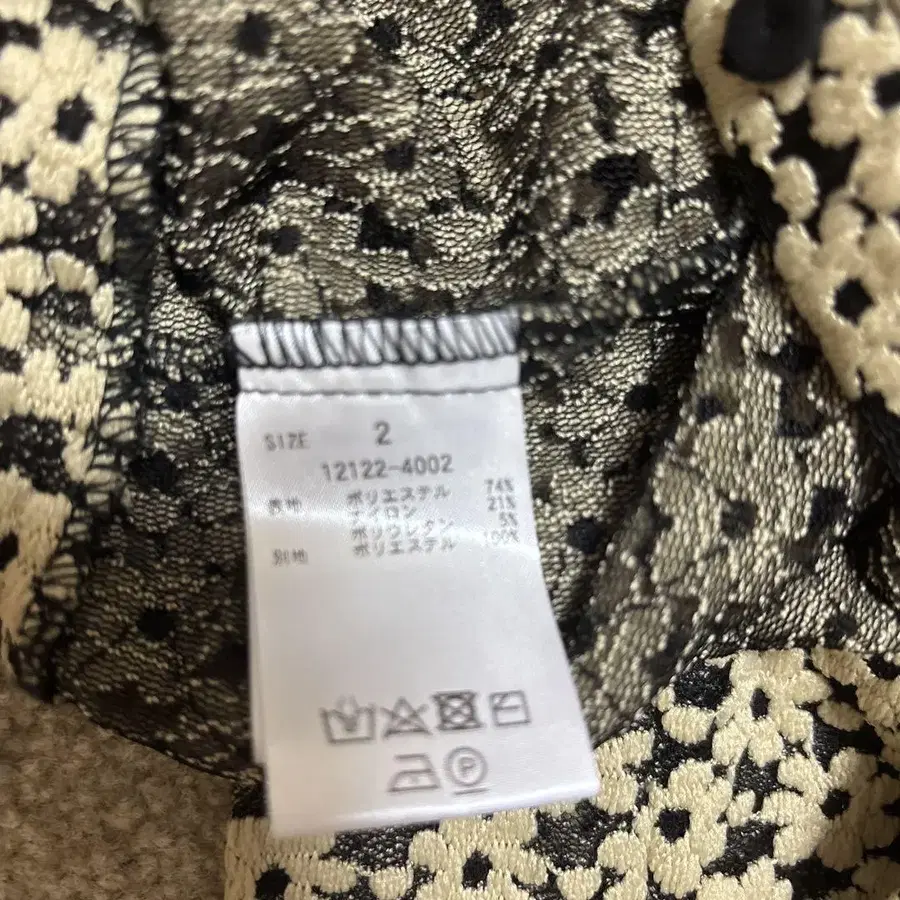 SIZE 2
12122-4002
表地 ポリエステル 74%
ナイロン 21%
ポリウレタン 5%
別地 ポリエステル 100%
P